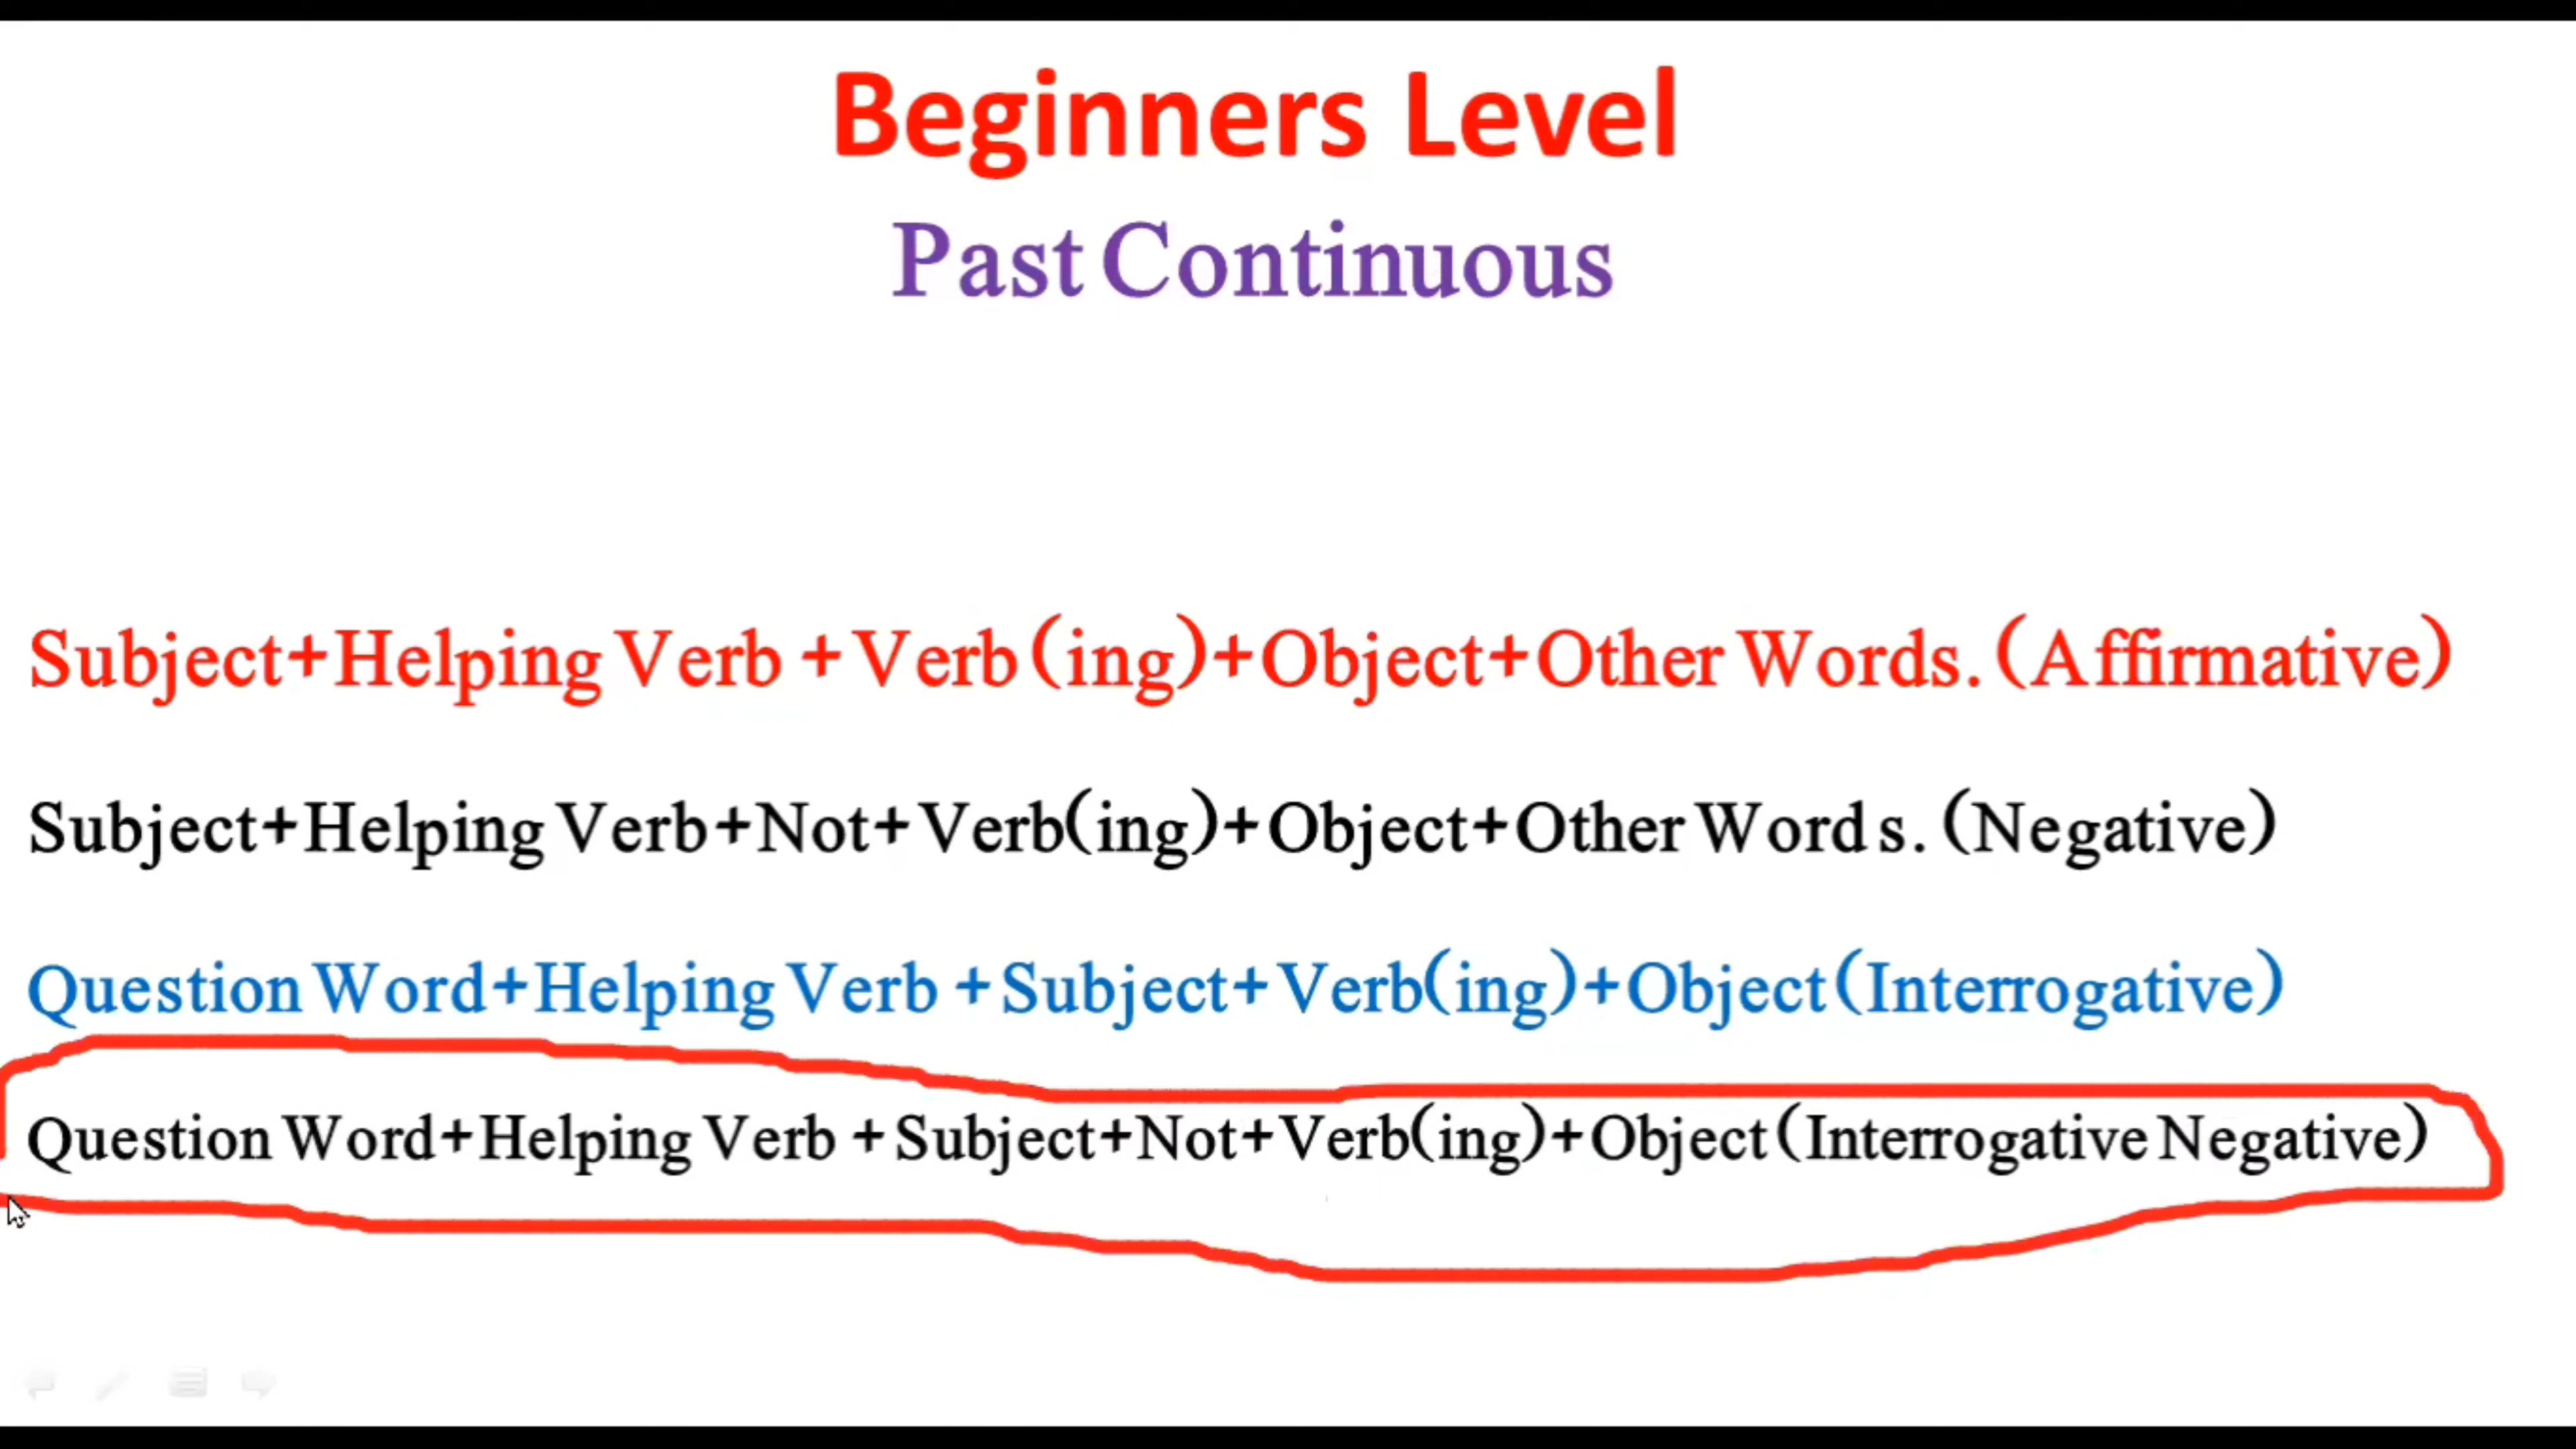 Beginners Level
Past Continuous
Subject+Helping Verb +Verb (ing)+Object+Other Words. (Affirmative)
Subject+Helping Verb+Not+Verb(ing)+Object+Other Words. (Negative)
Question Word+Helping Verb +Subject+Verb(ing)+Object (Interrogative)
Question Word+Helping Verb +Subject+Not+Verb(ing)+Object (Interrogative Negative)